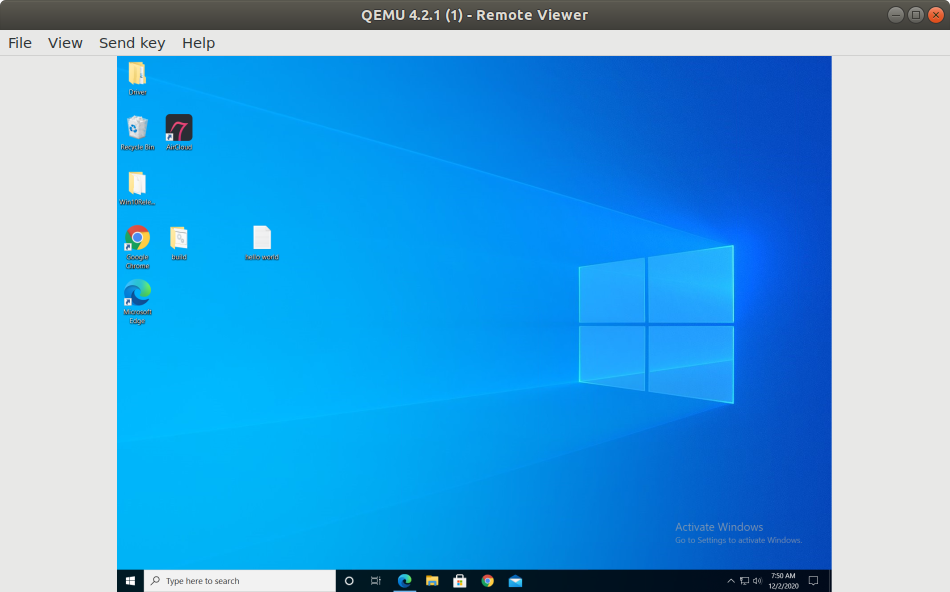 QEMU 4.2.1 (1) - Remote Viewer
File View Send key Help
Driver
Recycle Bin
AirCloud
Google
Chrome
build
hello world
Microsoft
Edge
Activate Windows
Go to Settings to activate Windows.
Type here to search
7:50 AM
12/2/2020